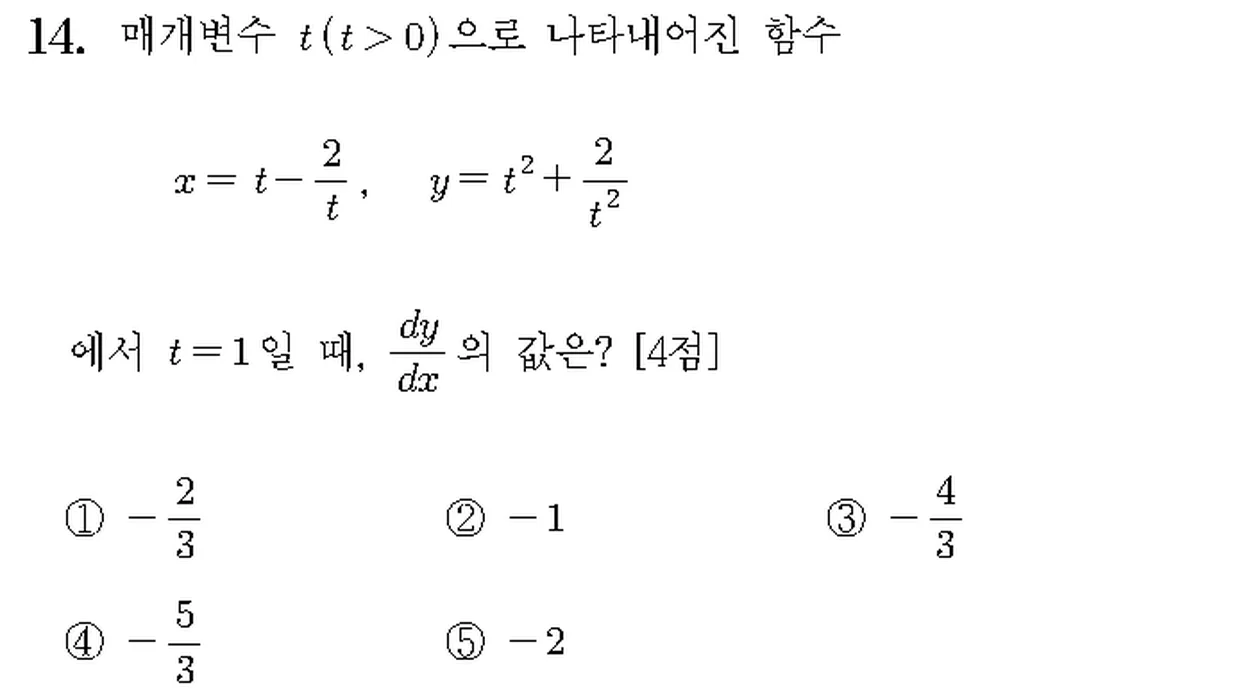 14. 매개변수 t(t > 0)으로 나타내어진 함수
x = t - 2/t, y = t² + 2/t²
에서 t = 1일 때, dy/dx의 값은? [4점]
① -2/3 ② -1 ③ -4/3
④ -5/3 ⑤ -2